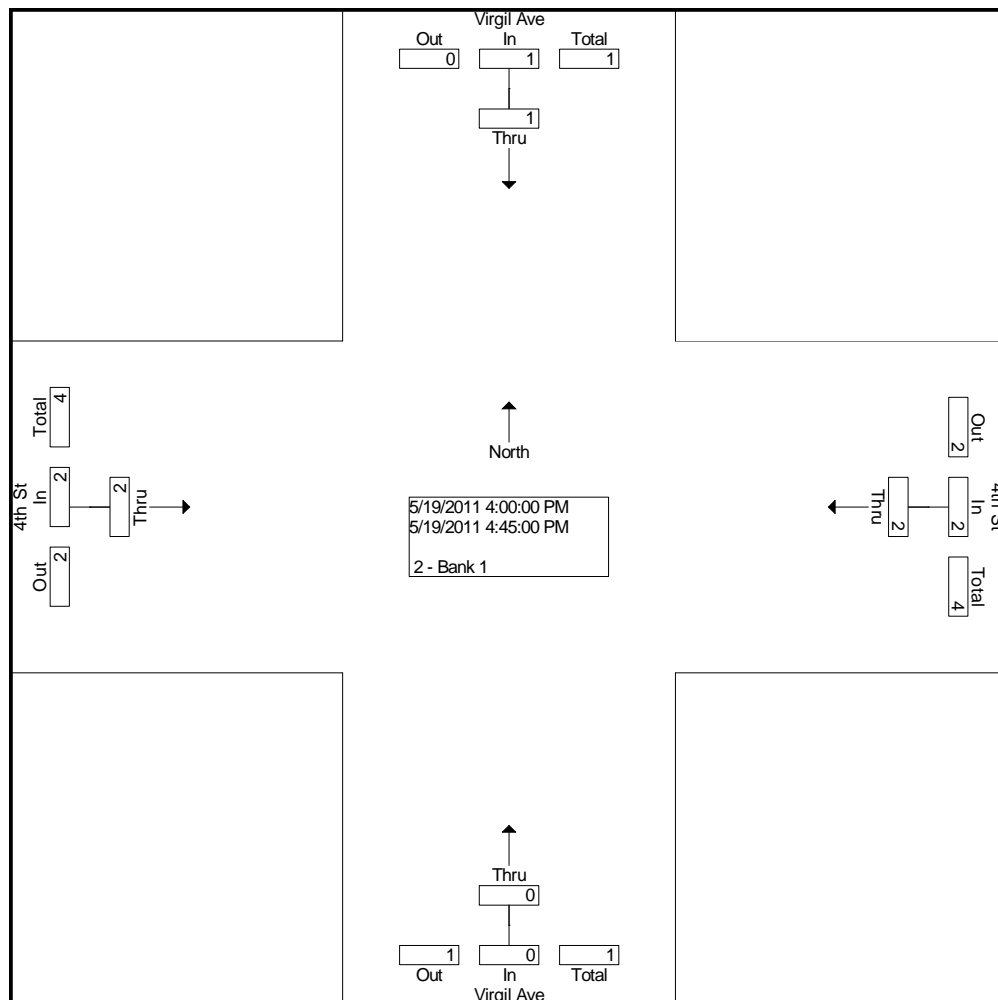 Virgil Ave
Out In Total
0 1 1
1
Thru
Total 4
In 2
Out 2
4th St
2
Thru
North
5/19/2011 4:00:00 PM
5/19/2011 4:45:00 PM
2 - Bank 1
Out 2
In 2
Total 4
4th St
Thru
2
Thru
0
1 0 1
Out In Total
Virgil Ave